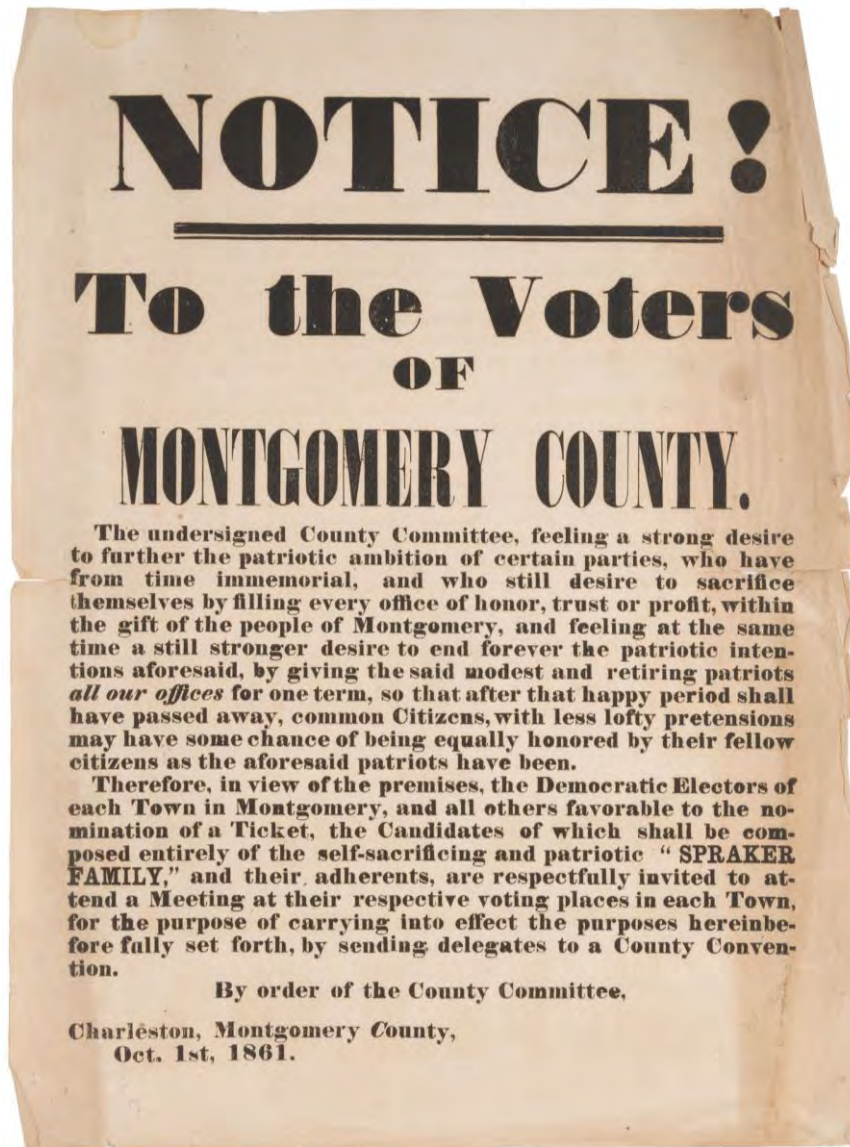 NOTICE!
To the Voters
OF
MONTGOMERY COUNTY.
The undersigned County Committee, feeling a strong desire
to further the patriotic ambition of certain parties, who have
from time immemorial, and who still desire to sacrifice
themselves by filling every office of honor, trust or profit, within
the gift of the people of Montgomery, and feeling at the same
time a still stronger desire to end forever the patriotic inten-
tions aforesaid, by giving the said modest and retiring patriots
all our offices for one term, so that after that happy period shall
have passed away, common Citizens, with less lofty pretensions
may have some chance of being equally honored by their fellow
citizens as the aforesaid patriots have been.
Therefore, in view of the premises, the Democratic Electors of
each Town in Montgomery, and all others favorable to the no-
mination of a Ticket, the Candidates of which shall be com-
posed entirely of the self-sacrificing and patriotic “ SPRAKER
FAMILY,” and their adherents, are respectfully invited to at-
tend a Meeting at their respective voting places in each Town,
for the purpose of carrying into effect the purposes hereinbe-
fore fully set forth, by sending delegates to a County Conven-
tion.
By order of the County Committee,
Charleston, Montgomery County,
Oct. 1st, 1861.